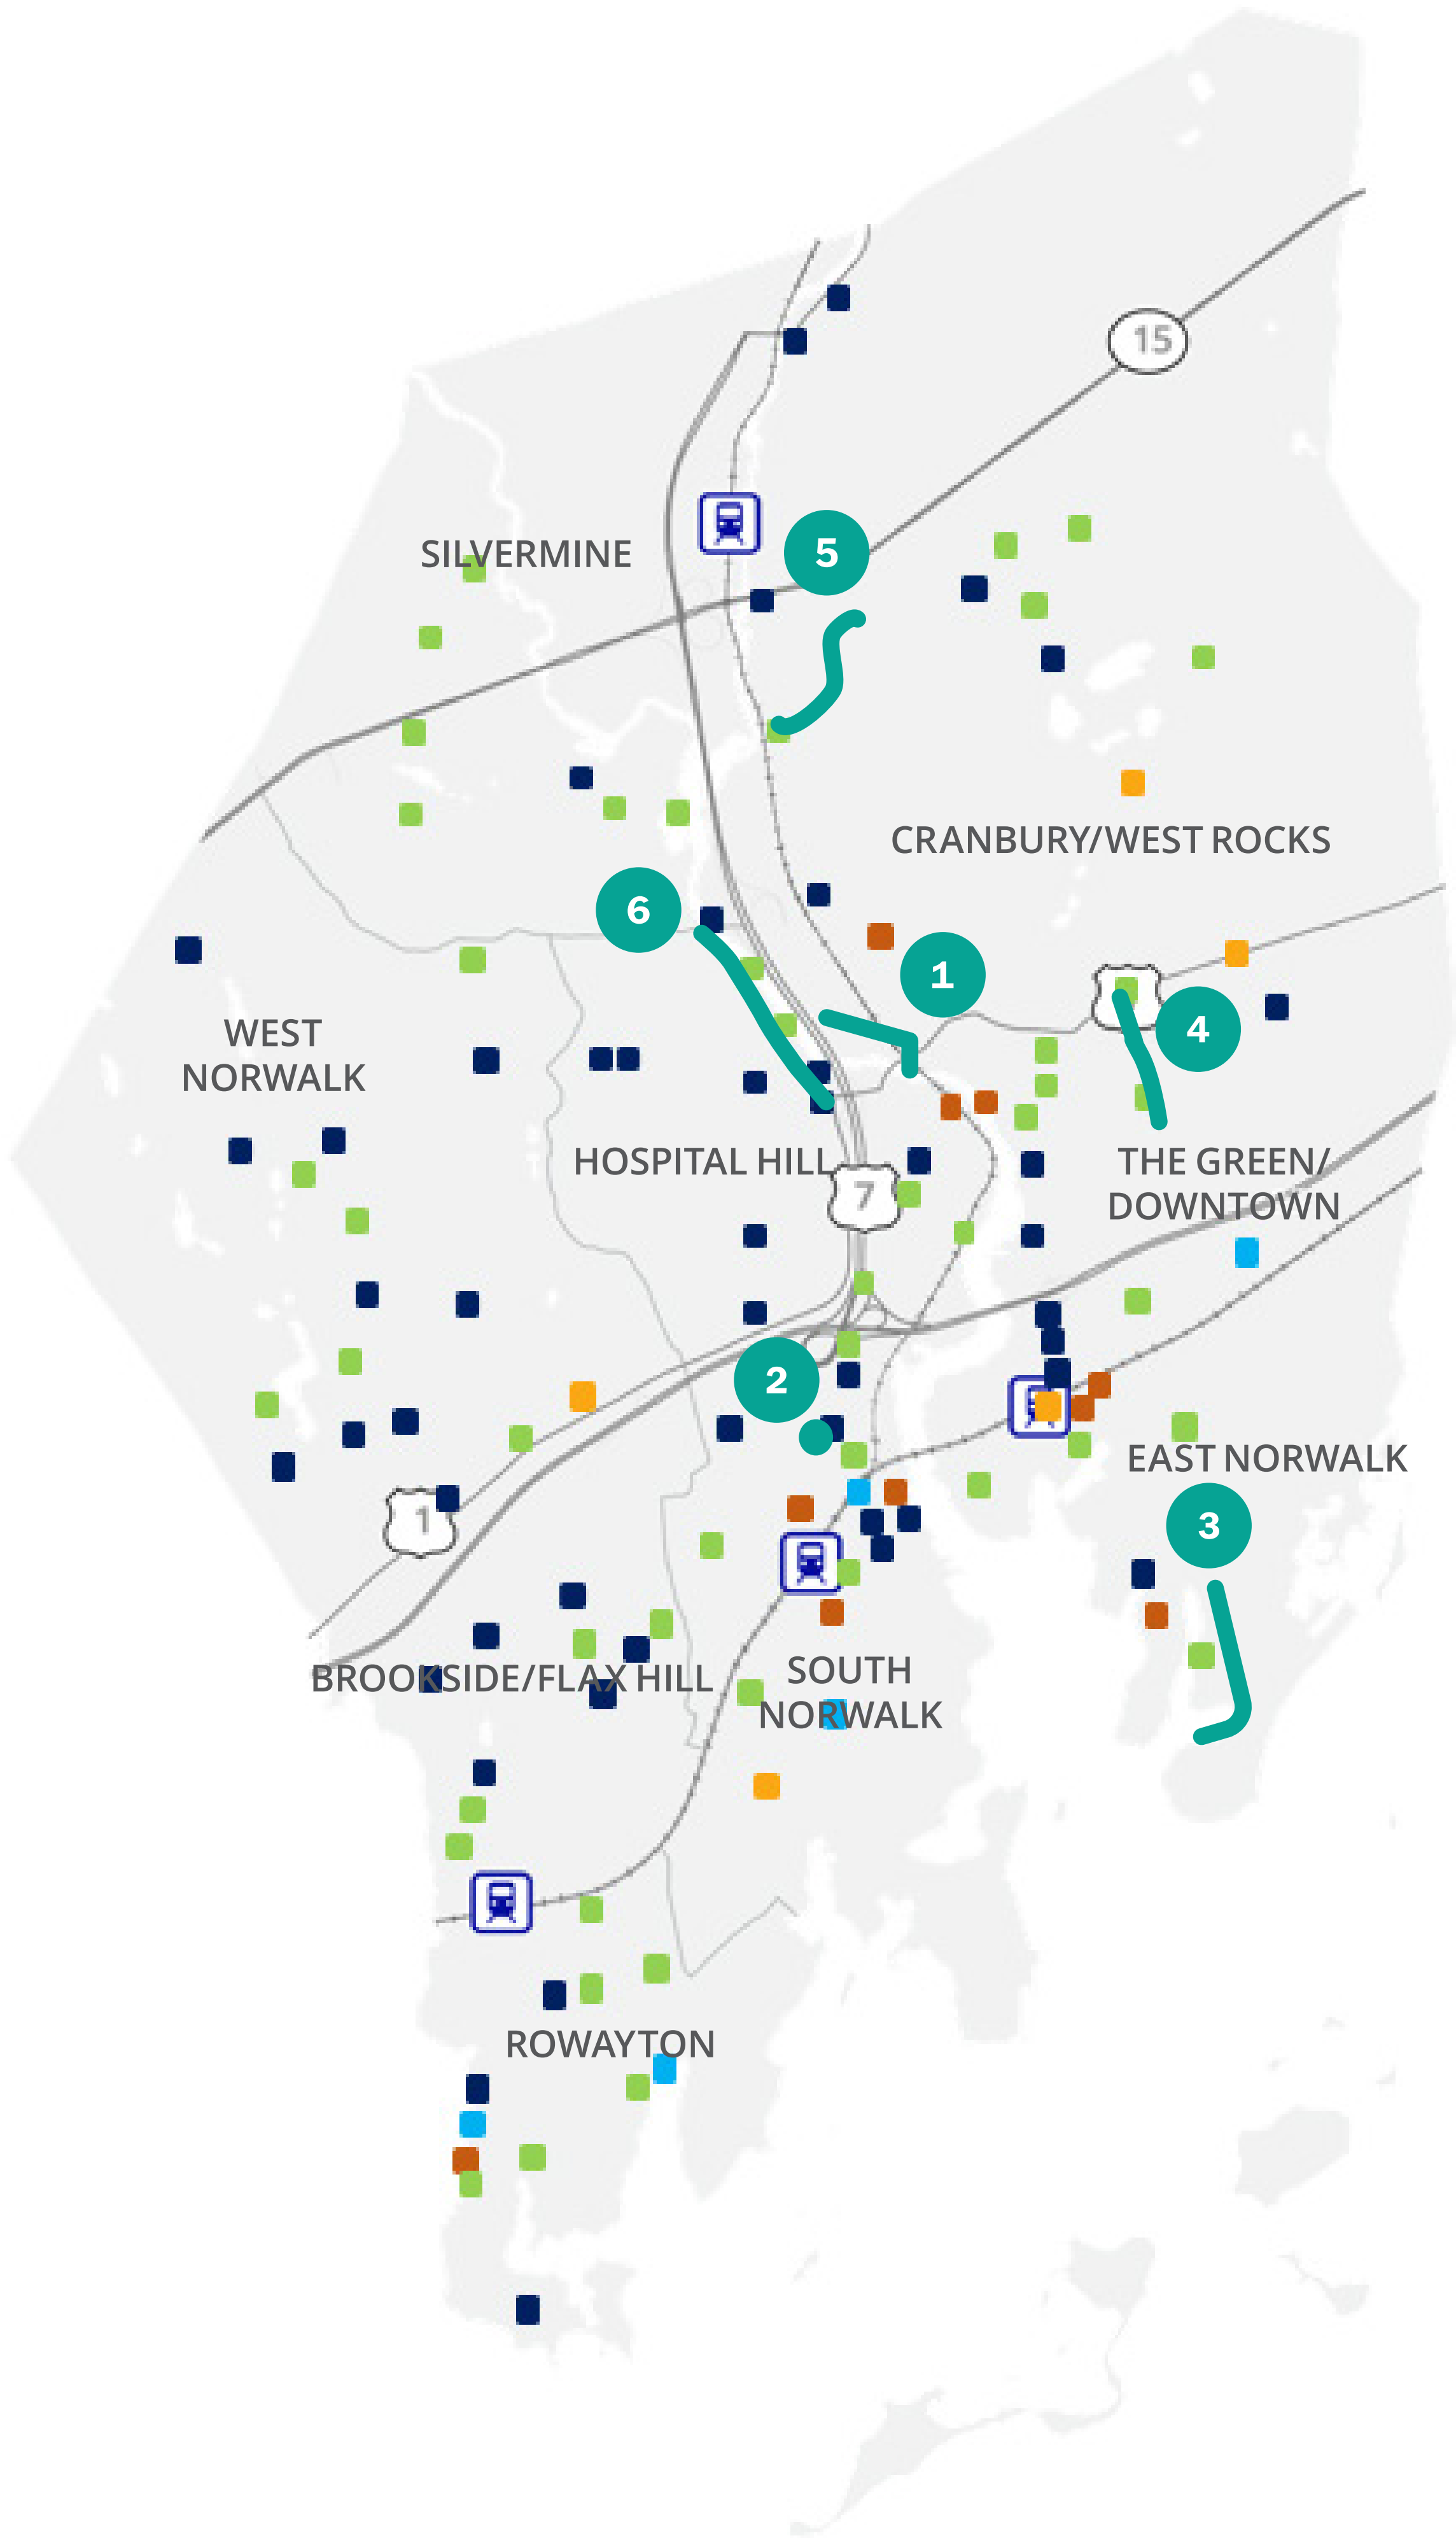 15
5
SILVERMINE
CRANBURY/WEST ROCKS
6
1
4
WEST
NORWALK
HOSPITAL HILL
THE GREEN/
DOWNTOWN
7
2
EAST NORWALK
1
3
BROOKSIDE/FLAX HILL
SOUTH
NORWALK
ROWAYTON